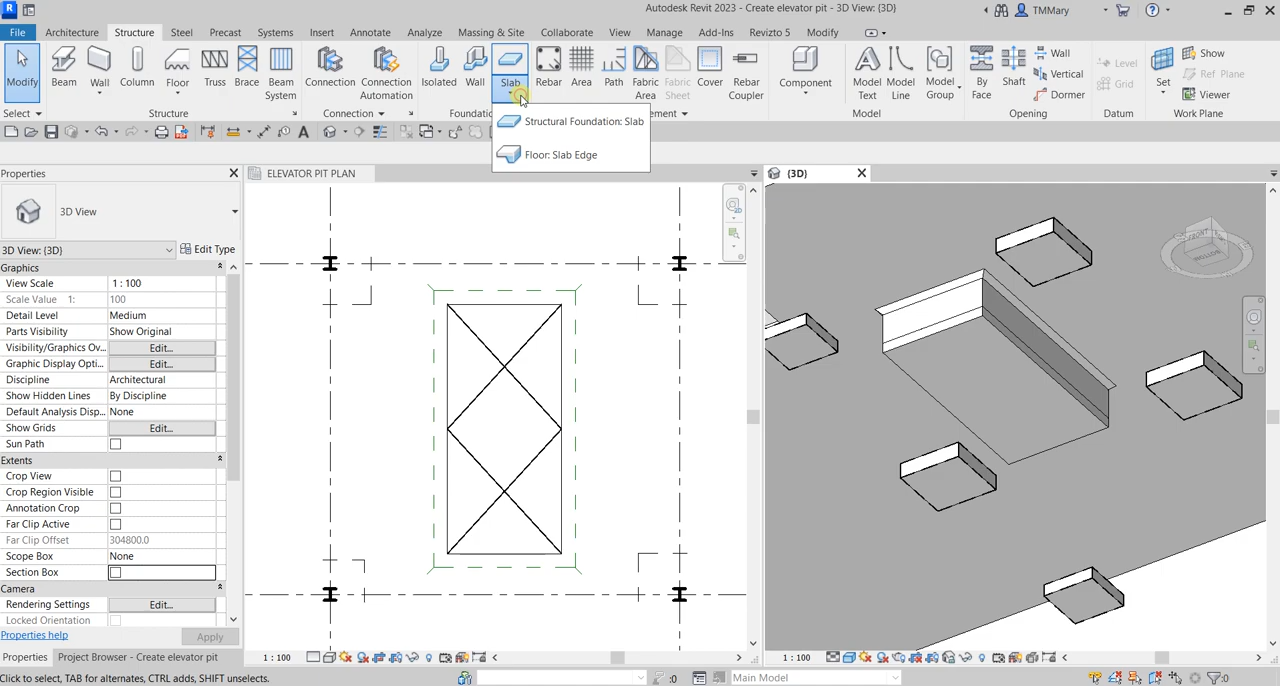 Autodesk Revit 2023 - Create elevator pit - 3D View: {3D}
TMMary
File Architecture Structure Steel Precast Systems Insert Annotate Analyze Massing & Site Collaborate View Manage Add-Ins Revizto 5 Modify
Modify Beam Wall Column Floor Truss Brace Beam System Connection Connection Automation Isolated Wall Slab Rebar Area Path Fabric Area Fabric Sheet Cover Rebar Coupler Component Model Text Model Line Model Group By Face Shaft Wall Vertical Dormer Level Grid Set Show Ref Plane Viewer
Select Structure Connection Foundatio ement Model Opening Datum Work Plane
Structural Foundation: Slab
Floor: Slab Edge
Properties
ELEVATOR PIT PLAN
{3D}
3D View
3D View: {3D}
Edit Type
Graphics
View Scale 1 : 100
Scale Value 1: 100
Detail Level Medium
Parts Visibility Show Original
Visibility/Graphics Ov... Edit...
Graphic Display Opti... Edit...
Discipline Architectural
Show Hidden Lines By Discipline
Default Analysis Disp... None
Show Grids Edit...
Sun Path
Extents
Crop View
Crop Region Visible
Annotation Crop
Far Clip Active
Far Clip Offset 304800.0
Scope Box None
Section Box
Camera
Rendering Settings Edit...
Locked Orientation
Properties help
Apply
Properties
Project Browser - Create elevator pit
1 : 100
1 : 100
FRONT
BOTTOM
Click to select, TAB for alternates, CTRL adds, SHIFT unselects.
:0
Main Model
:0